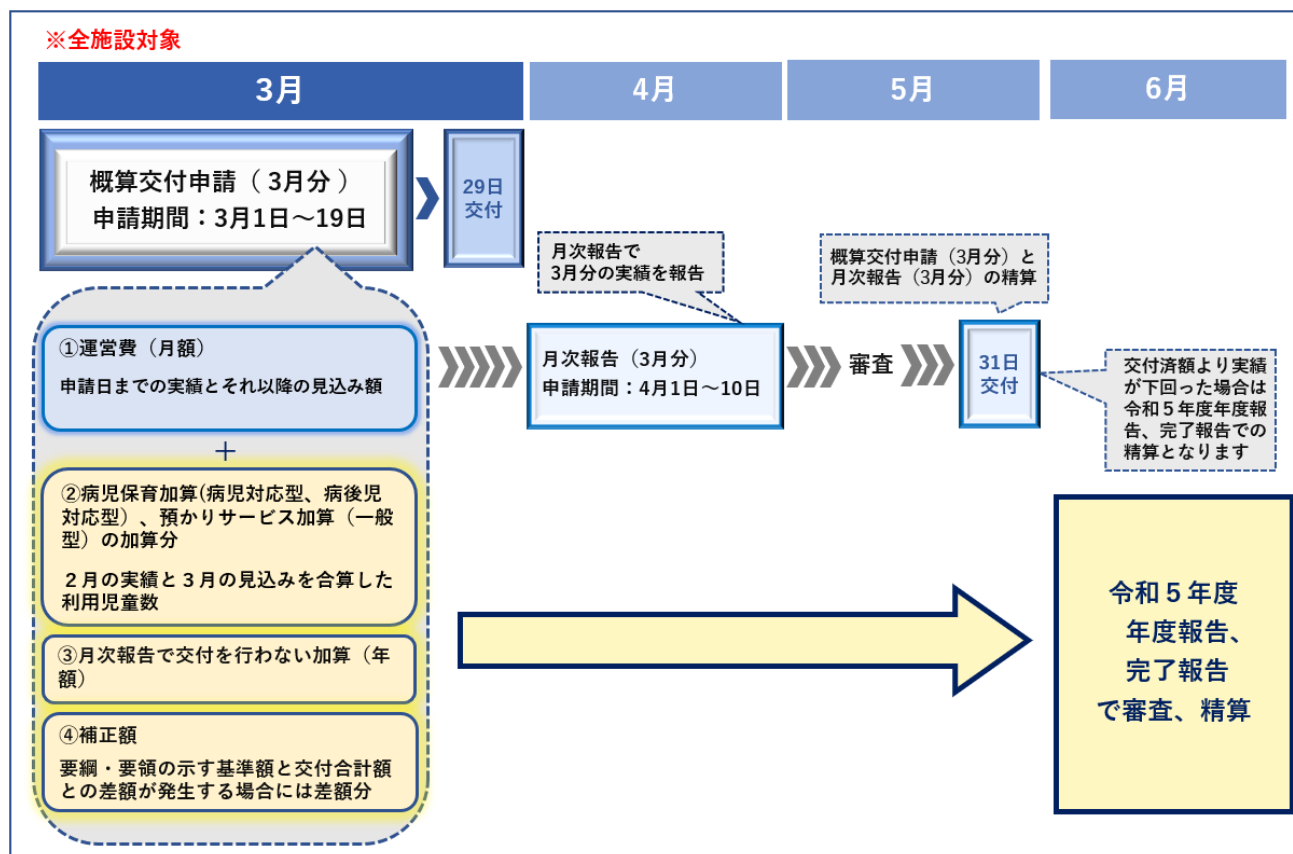 ※全施設対象
3月
4月
5月
6月
概算交付申請（ 3月分 ）
申請期間：3月1日～19日
29日
交付
月次報告で
3月分の実績を報告
概算交付申請（3月分）と
月次報告（3月分）の精算
①運営費（月額）
申請日までの実績とそれ以降の見込み額
月次報告（3月分）
申請期間：4月1日～10日
審査
31日
交付
交付済額より実績
が下回った場合は
令和５年度年度報
告、完了報告での
精算となります
＋
②病児保育加算(病児対応型、病後児
対応型）、預かりサービス加算（一般
型）の加算分
２月の実績と３月の見込みを合算した
利用児童数
③月次報告で交付を行わない加算（年
額）
④補正額
要綱・要領の示す基準額と交付合計額
との差額が発生する場合には差額分
令和５年度
年度報告、
完了報告
で審査、精算